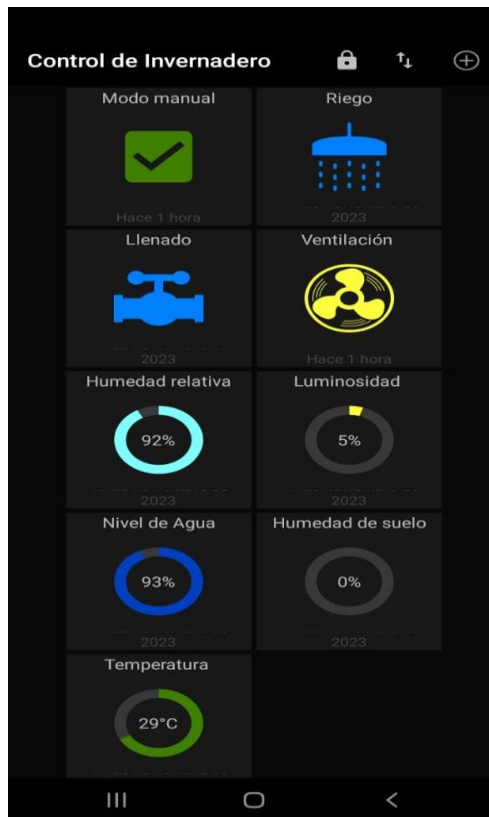 Control de Invernadero
Modo manual
Riego
Hace 1 hora
2023
Llenado
Ventilación
2023
Hace 1 hora
Humedad relativa
Luminosidad
92%
5%
2023
2023
Nivel de Agua
Humedad de suelo
93%
0%
2023
2023
Temperatura
29°C